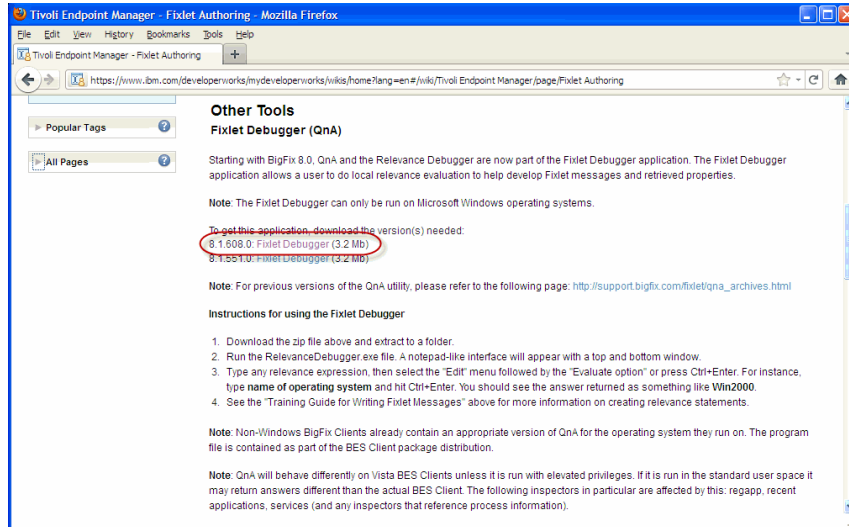 Tivoli Endpoint Manager - Fixlet Authoring - Mozilla Firefox
File Edit View History Bookmarks Tools Help
Tivoli Endpoint Manager - Fixlet Authoring
https://www.ibm.com/developerworks/mydeveloperworks/wikis/home?lang=en#/wiki/Tivoli Endpoint Manager/page/Fixlet Authoring
Popular Tags
All Pages
Other Tools
Fixlet Debugger (QnA)
Starting with BigFix 8.0, QnA and the Relevance Debugger are now part of the Fixlet Debugger application. The Fixlet Debugger
application allows a user to do local relevance evaluation to help develop Fixlet messages and retrieved properties.
Note: The Fixlet Debugger can only be run on Microsoft Windows operating systems.
To get this application, download the version(s) needed:
8.1.608.0: Fixlet Debugger (3.2 Mb)
8.1.551.0: Fixlet Debugger (3.2 Mb)
Note: For previous versions of the QnA utility, please refer to the following page: http://support.bigfix.com/fixlet/qna_archives.html
Instructions for using the Fixlet Debugger
1. Download the zip file above and extract to a folder.
2. Run the RelevanceDebugger.exe file. A notepad-like interface will appear with a top and bottom window.
3. Type any relevance expression, then select the "Edit" menu followed by the "Evaluate option" or press Ctrl+Enter. For instance,
type name of operating system and hit Ctrl+Enter. You should see the answer returned as something like Win2000.
4. See the "Training Guide for Writing Fixlet Messages" above for more information on creating relevance statements.
Note: Non-Windows BigFix Clients already contain an appropriate version of QnA for the operating system they run on. The program
file is contained as part of the BES Client package distribution.
Note: QnA will behave differently on Vista BES Clients unless it is run with elevated privileges. If it is run in the standard user space it
may return answers different than the actual BES Client. The following inspectors in particular are affected by this: regapp, recent
applications, services (and any inspectors that reference process information).